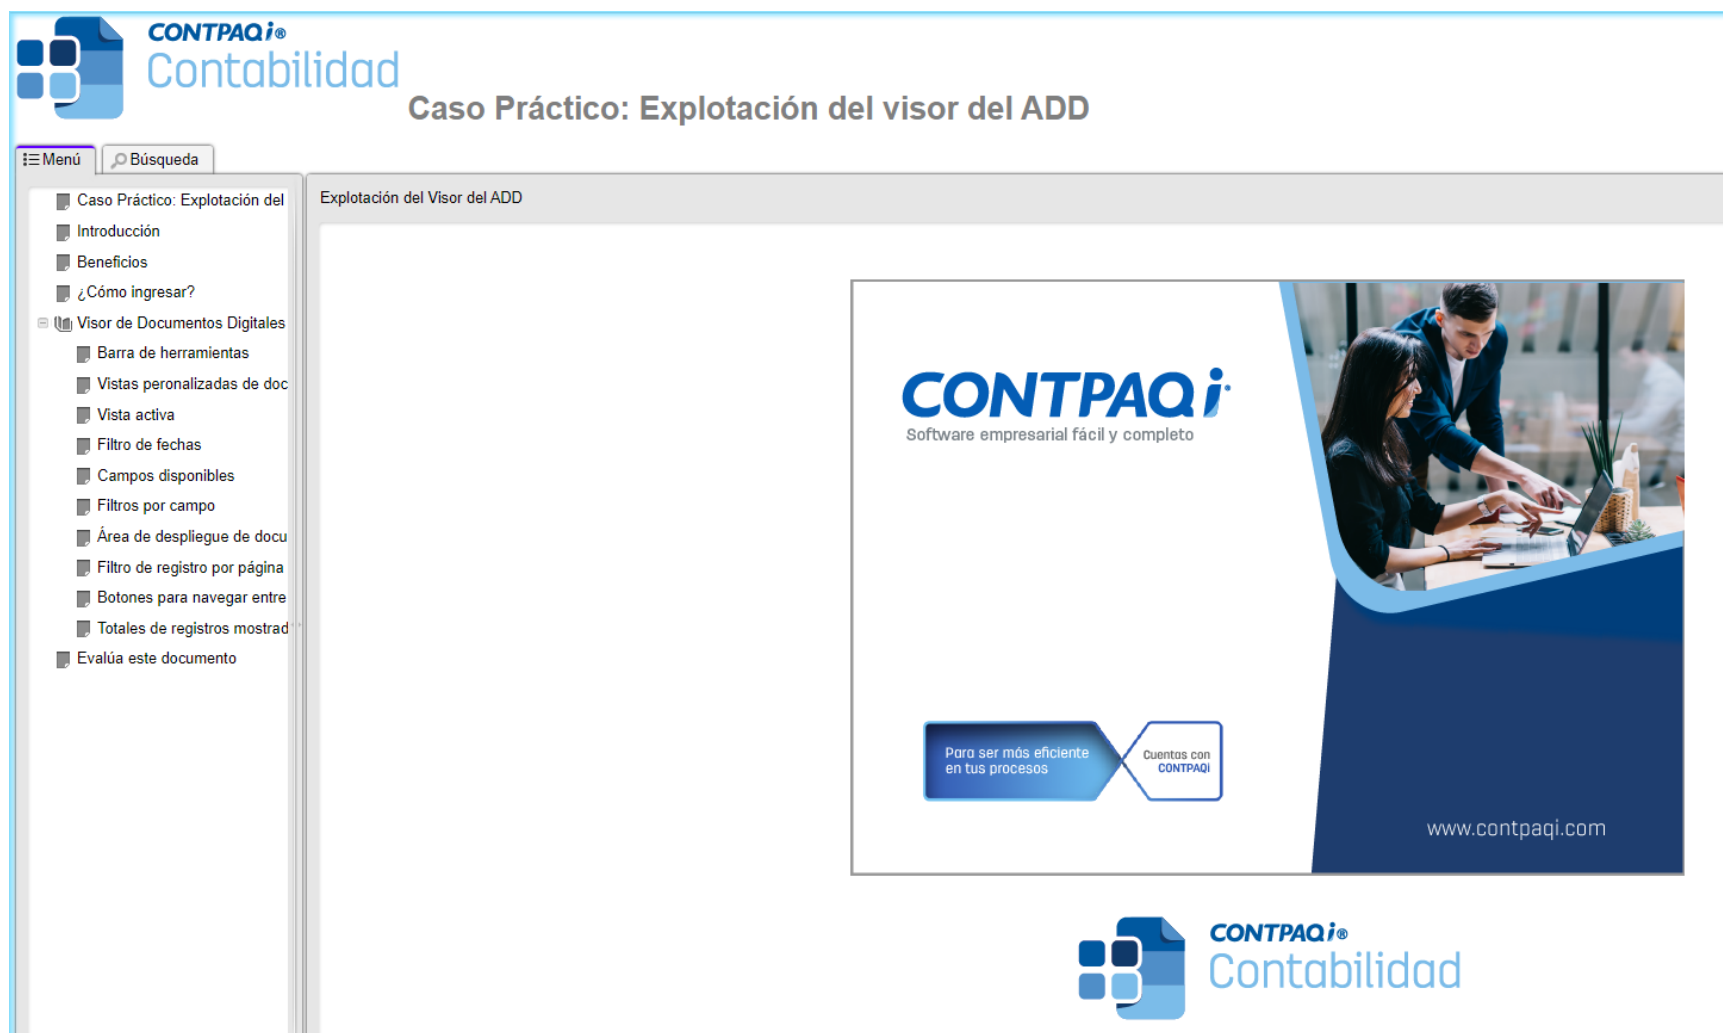 CONTPAQi®
Contabilidad
Caso Práctico: Explotación del visor del ADD
Menú
Búsqueda
Caso Práctico: Explotación del
Introducción
Beneficios
¿Cómo ingresar?
Visor de Documentos Digitales
Barra de herramientas
Vistas peronalizadas de doc
Vista activa
Filtro de fechas
Campos disponibles
Filtros por campo
Área de despliegue de docu
Filtro de registro por página
Botones para navegar entre
Totales de registros mostrad
Evalúa este documento
Explotación del Visor del ADD
CONTPAQi
Software empresarial fácil y completo
Para ser más eficiente
en tus procesos
Cuentas con
CONTPAQi
www.contpaqi.com
CONTPAQi®
Contabilidad